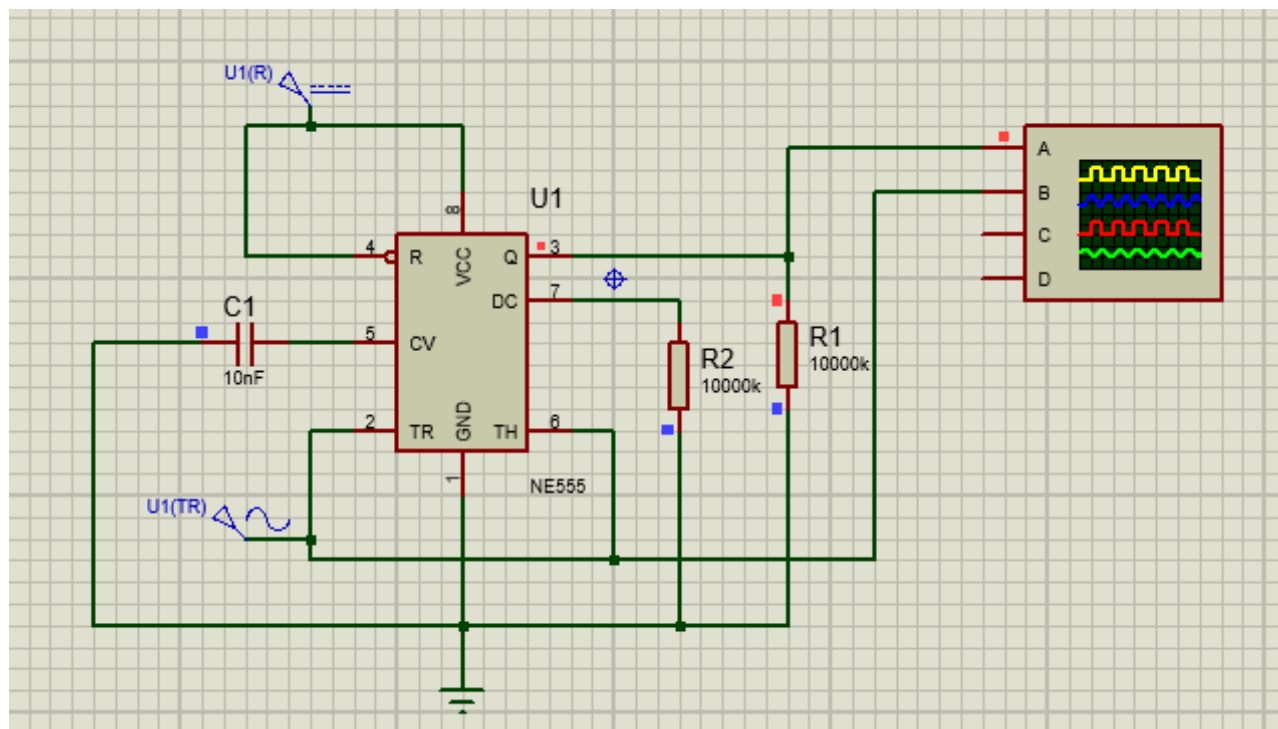 U1(R)
U1
8
VCC
4
R
Q
3
DC
7
C1
10nF
5
CV
R2
10000k
R1
10000k
2
TR
GND
TH
6
1
NE555
U1(TR)
A
B
C
D